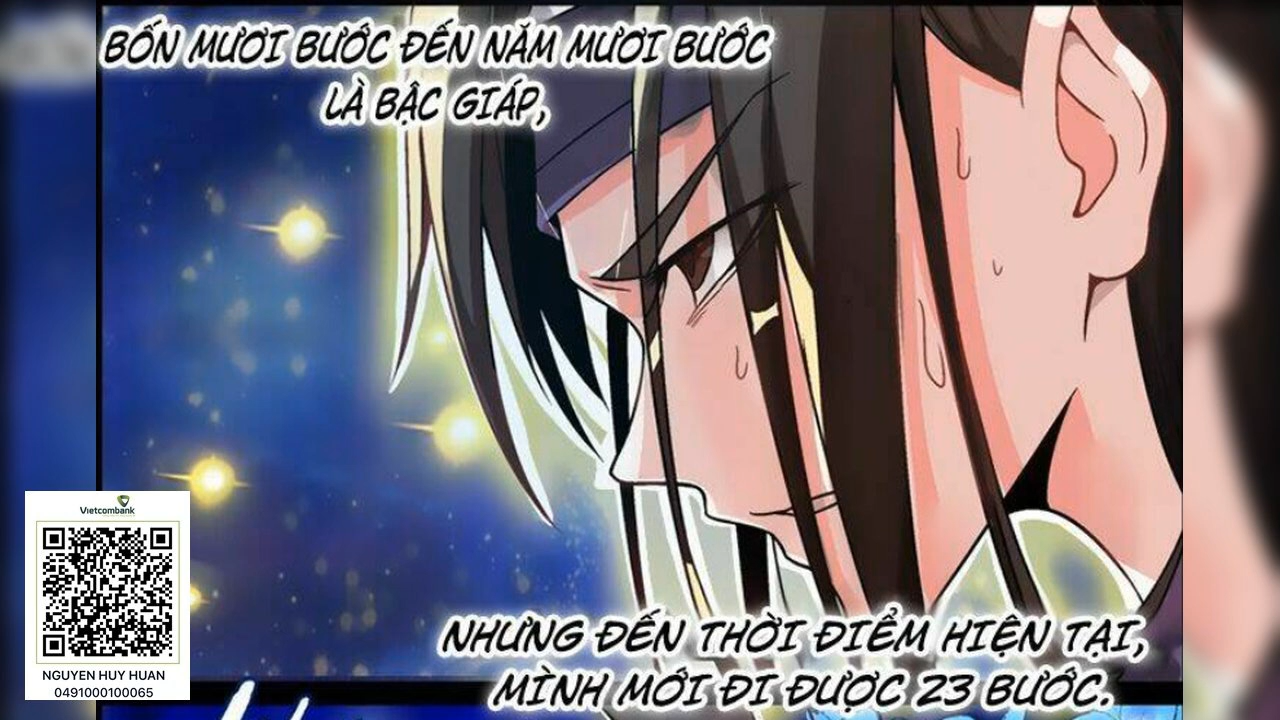 BỐN MƯƠI BƯỚC ĐẾN NĂM MƯƠI BƯỚC
LÀ BẬC GIÁP,
Vietcombank
NGUYEN HUY HUAN
0491000100065
NHƯNG ĐẾN THỜI ĐIỂM HIỆN TẠI,
MÌNH MỚI ĐI ĐƯỢC 23 BƯỚC.